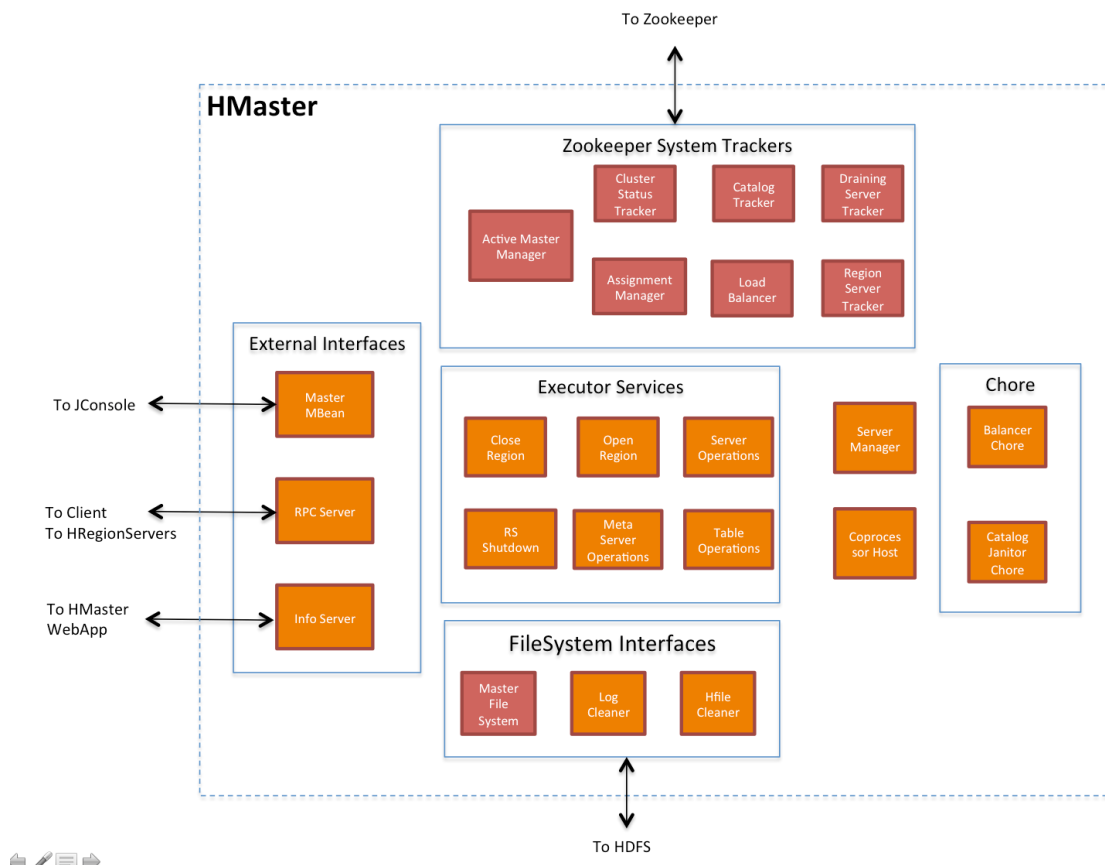 To Zookeeper
HMaster
Zookeeper System Trackers
Cluster
Status
Tracker
Catalog
Tracker
Draining
Server
Tracker
Active Master
Manager
Assignment
Manager
Load
Balancer
Region
Server
Tracker
External Interfaces
Master
MBean
RPC Server
Info Server
To JConsole
To Client
To HRegionServers
To HMaster
WebApp
Executor Services
Close
Region
Open
Region
Server
Operations
RS
Shutdown
Meta
Server
Operations
Table
Operations
Server
Manager
Coproces
sor Host
Chore
Balancer
Chore
Catalog
Janitor
Chore
FileSystem Interfaces
Master
File
System
Log
Cleaner
Hfile
Cleaner
To HDFS